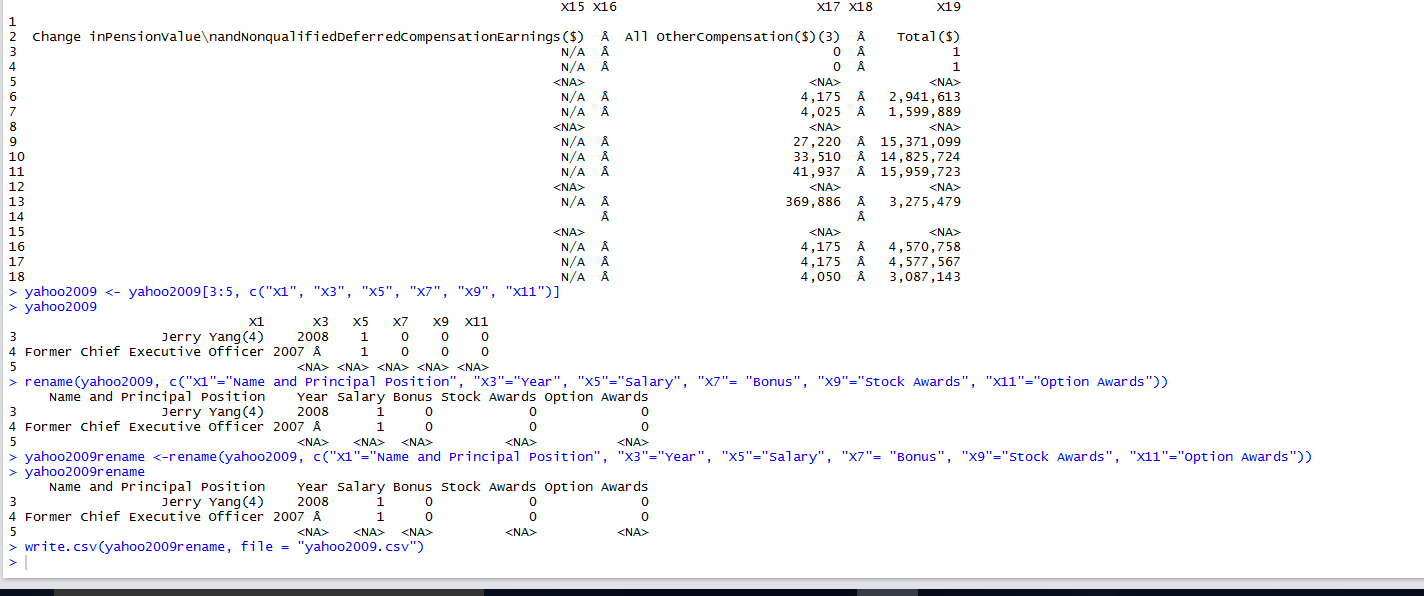 X15 X16 X17 X18 X19
1
2 Change inPensionValue\nandNonqualifiedDeferredCompensationEarnings($) Â All OtherCompensation($)(3) Â Total($)
3 N/A Â 0 Â 1
4 N/A Â 0 Â 1
5 <NA> <NA> <NA>
6 N/A Â 4,175 Â 2,941,613
7 N/A Â 4,025 Â 1,599,889
8 <NA> <NA> <NA>
9 N/A Â 27,220 Â 15,371,099
10 N/A Â 33,510 Â 14,825,724
11 N/A Â 41,937 Â 15,959,723
12 <NA> <NA> <NA>
13 N/A Â 369,886 Â 3,275,479
14 Â Â
15 <NA> <NA> <NA>
16 N/A Â 4,175 Â 4,570,758
17 N/A Â 4,175 Â 4,577,567
18 N/A Â 4,050 Â 3,087,143
> yahoo2009 <- yahoo2009[3:5, c("X1", "X3", "X5", "X7", "X9", "X11")]
> yahoo2009
X1 X3 X5 X7 X9 X11
3 Jerry Yang(4) 2008 1 0 0 0
4 Former Chief Executive Officer 2007 Â 1 0 0 0
5 <NA> <NA> <NA> <NA> <NA>
> rename(yahoo2009, c("X1"="Name and Principal Position", "X3"="Year", "X5"="Salary", "X7"= "Bonus", "X9"="Stock Awards", "X11"="Option Awards"))
Name and Principal Position Year Salary Bonus Stock Awards Option Awards
3 Jerry Yang(4) 2008 1 0 0 0
4 Former Chief Executive Officer 2007 Â 1 0 0 0
5 <NA> <NA> <NA> <NA> <NA>
> yahoo2009rename <-rename(yahoo2009, c("X1"="Name and Principal Position", "X3"="Year", "X5"="Salary", "X7"= "Bonus", "X9"="Stock Awards", "X11"="Option Awards"))
> yahoo2009rename
Name and Principal Position Year Salary Bonus Stock Awards Option Awards
3 Jerry Yang(4) 2008 1 0 0 0
4 Former Chief Executive Officer 2007 Â 1 0 0 0
5 <NA> <NA> <NA> <NA> <NA>
> write.csv(yahoo2009rename, file = "yahoo2009.csv")
>